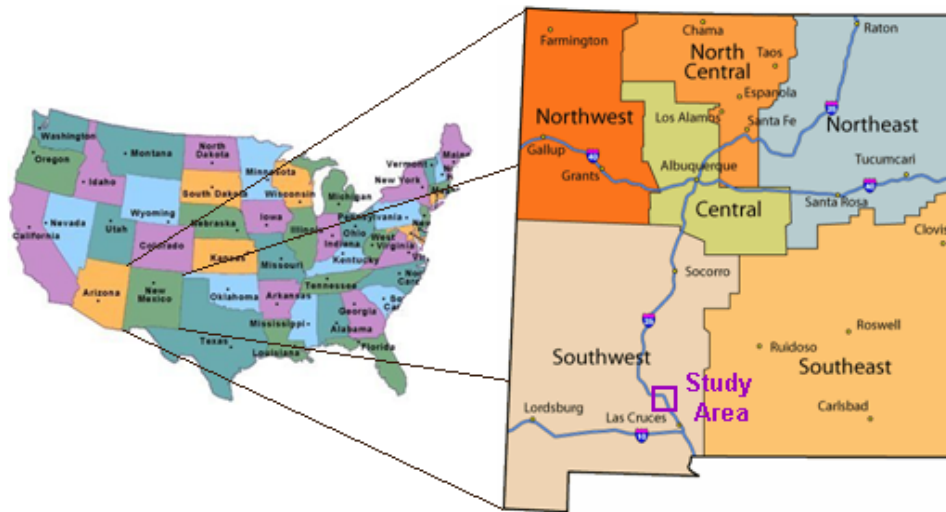 Washington
Oregon
California
Nevada
Idaho
Montana
Wyoming
Utah
Colorado
Arizona
New
Mexico
North
Dakota
South Dakota
Nebraska
Kansas
Oklahoma
Texas
Minnesota
Iowa
Missouri
Arkansas
Louisiana
Wisconsin
Illinois
Michigan
Indiana
Ohio
Kentucky
Tennessee
Mississippi
Alabama
Georgia
Florida
West
Virginia
Pennsylvania
New York
Vermont
Farmington
Chama
North
Central
Taos
Raton
Espanola
Northwest
Los Alamos
Santa Fe
Northeast
Gallup
40
Grants
Albuquerque
25
Tucumcari
40
Santa Rosa
Central
Clovis
Socorro
25
Roswell
Ruidoso
Southwest
Southeast
Study
Area
Lordsburg
Las Cruces
Carlsbad
10